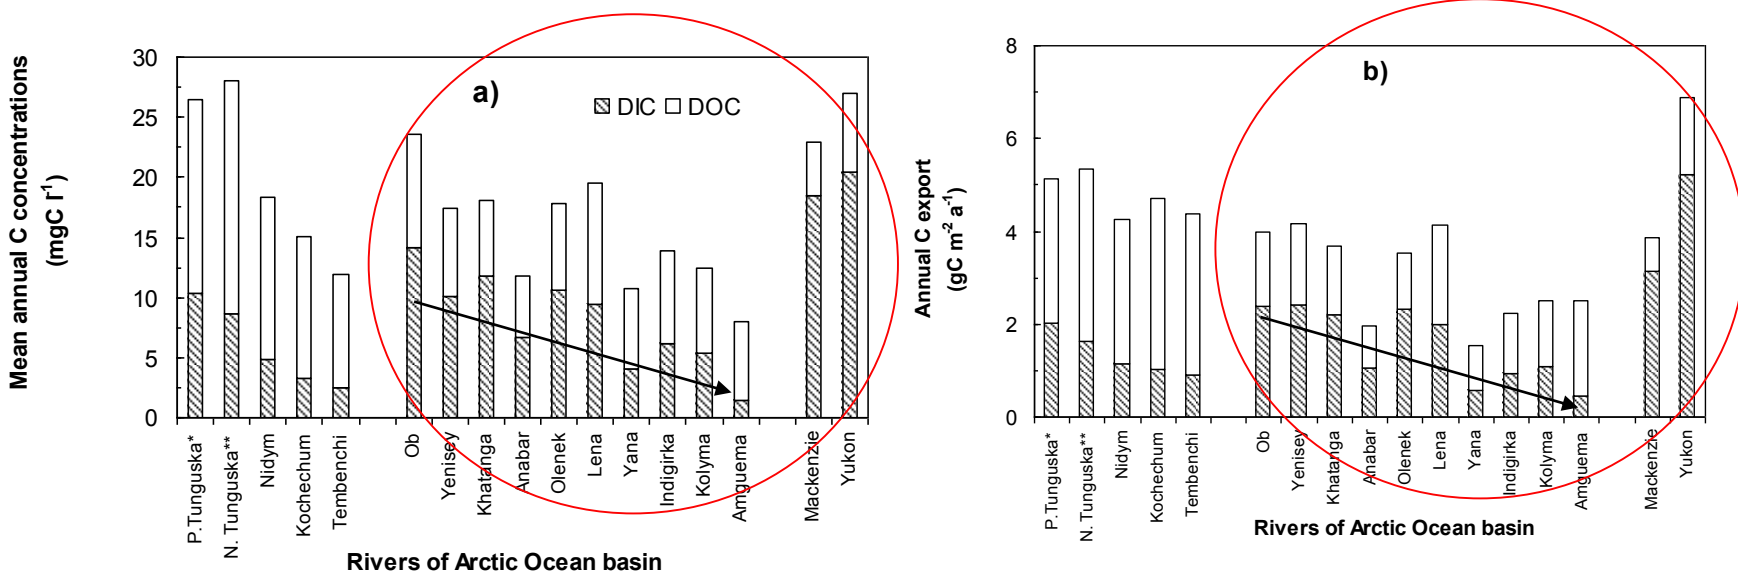 Mean annual C concentrations
(mgC l⁻¹)
30
25
20
15
10
5
0
a)
DIC DOC
P.Tunguska*
N. Tunguska**
Nidym
Kochechum
Tembenchi
Ob
Yenisey
Khatanga
Anabar
Olenek
Lena
Yana
Indigirka
Kolyma
Amguema
Mackenzie
Yukon
Rivers of Arctic Ocean basin
Annual C export
(gC m⁻² a⁻¹)
8
6
4
2
0
b)
P.Tunguska*
N. Tunguska**
Nidym
Kochechum
Tembenchi
Ob
Yenisey
Khatanga
Anabar
Olenek
Lena
Yana
Indigirka
Kolyma
Amguema
Mackenzie
Yukon
Rivers of Arctic Ocean basin